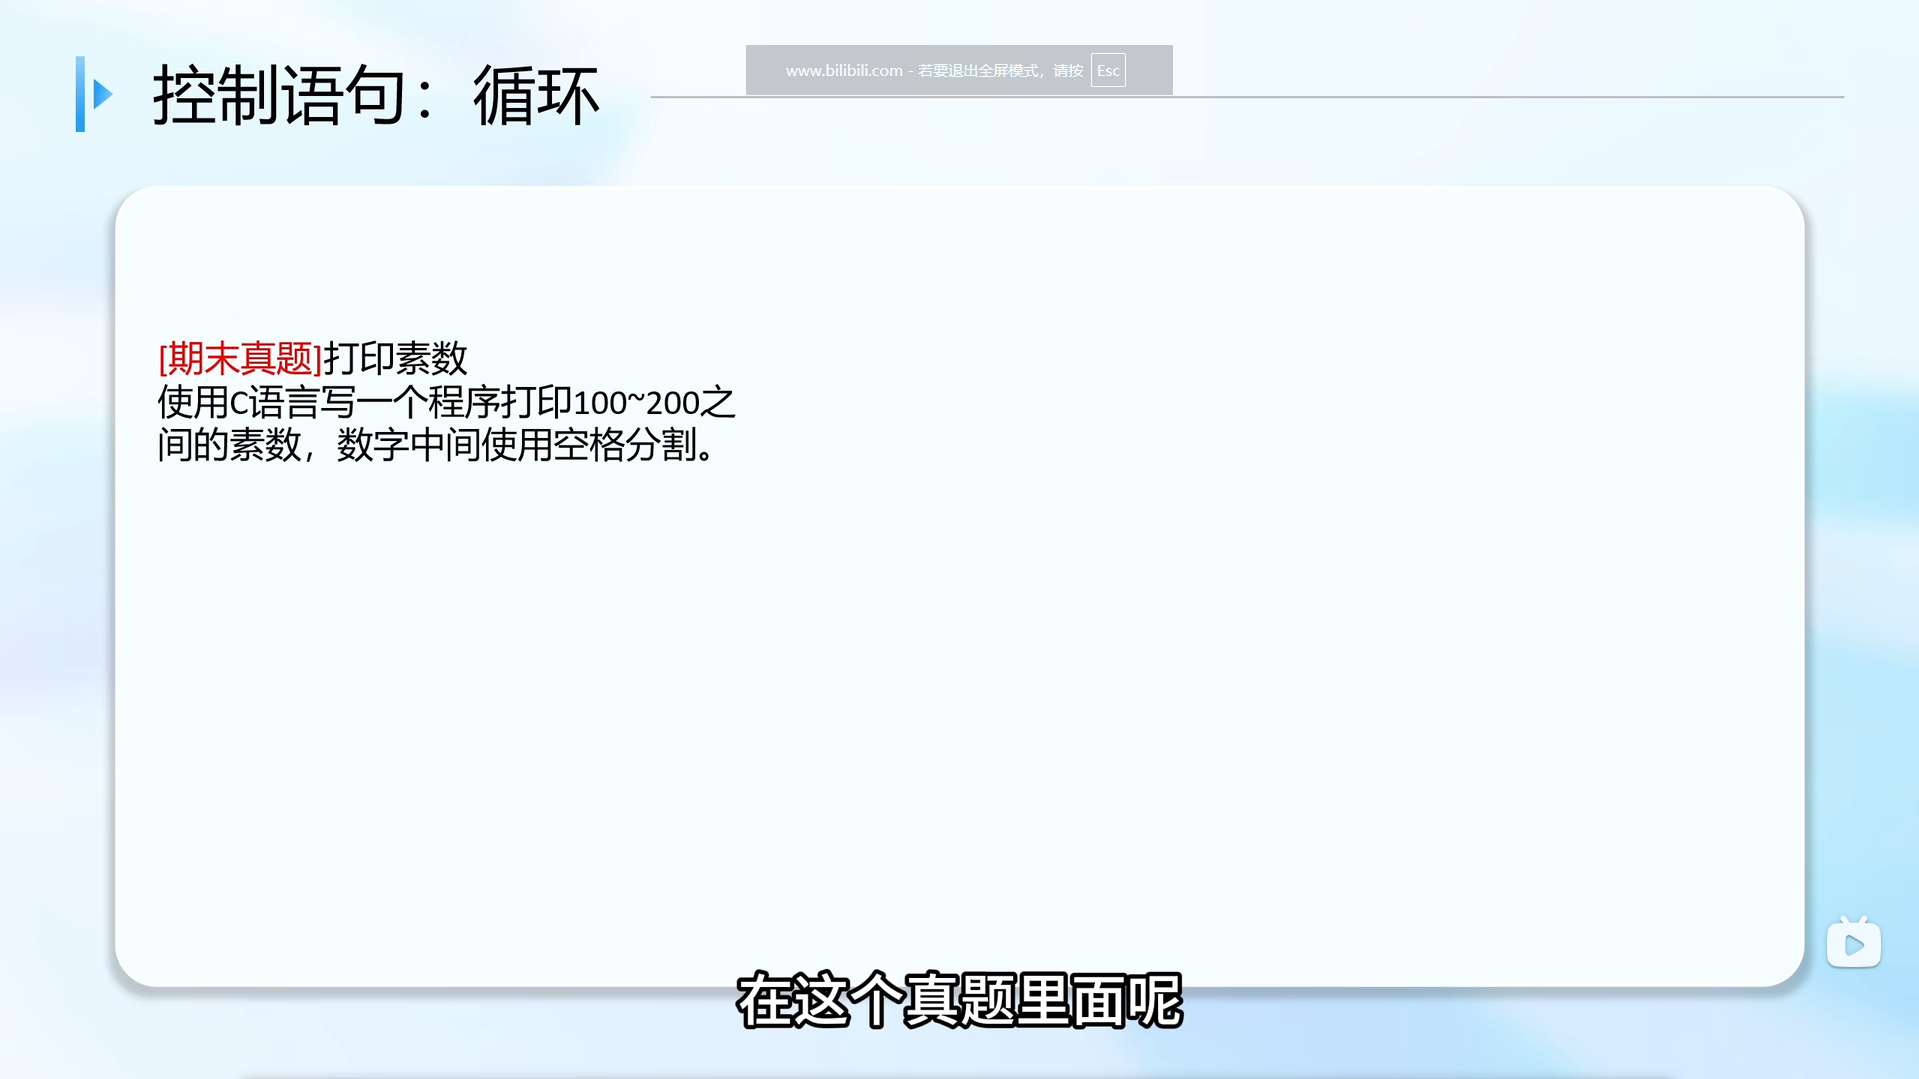 控制语句：循环
www.bilibili.com - 若要退出全屏模式，请按 Esc
[期末真题]打印素数
使用C语言写一个程序打印100~200之
间的素数，数字中间使用空格分割。
在这个真题里面呢